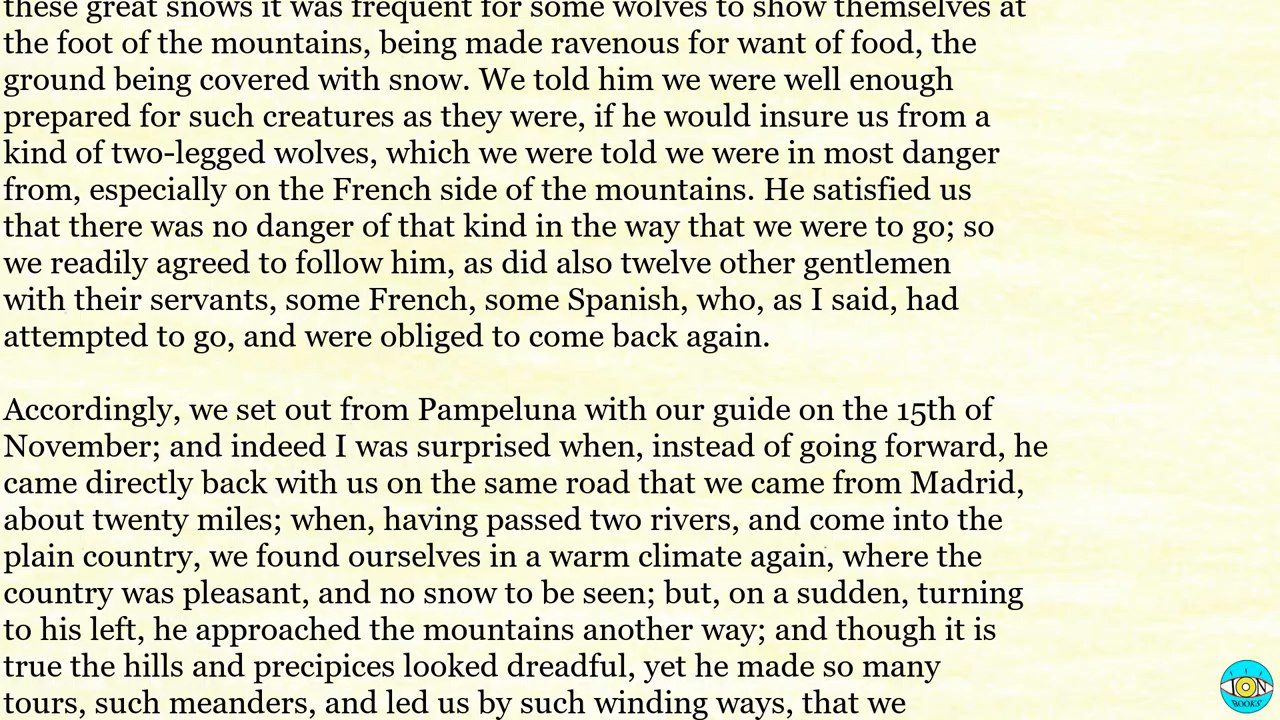 these great snows it was frequent for some wolves to show themselves at
the foot of the mountains, being made ravenous for want of food, the
ground being covered with snow. We told him we were well enough
prepared for such creatures as they were, if he would insure us from a
kind of two-legged wolves, which we were told we were in most danger
from, especially on the French side of the mountains. He satisfied us
that there was no danger of that kind in the way that we were to go; so
we readily agreed to follow him, as did also twelve other gentlemen
with their servants, some French, some Spanish, who, as I said, had
attempted to go, and were obliged to come back again.
Accordingly, we set out from Pampeluna with our guide on the 15th of
November; and indeed I was surprised when, instead of going forward, he
came directly back with us on the same road that we came from Madrid,
about twenty miles; when, having passed two rivers, and come into the
plain country, we found ourselves in a warm climate again, where the
country was pleasant, and no snow to be seen; but, on a sudden, turning
to his left, he approached the mountains another way; and though it is
true the hills and precipices looked dreadful, yet he made so many
tours, such meanders, and led us by such winding ways, that we
ION
BOOKS